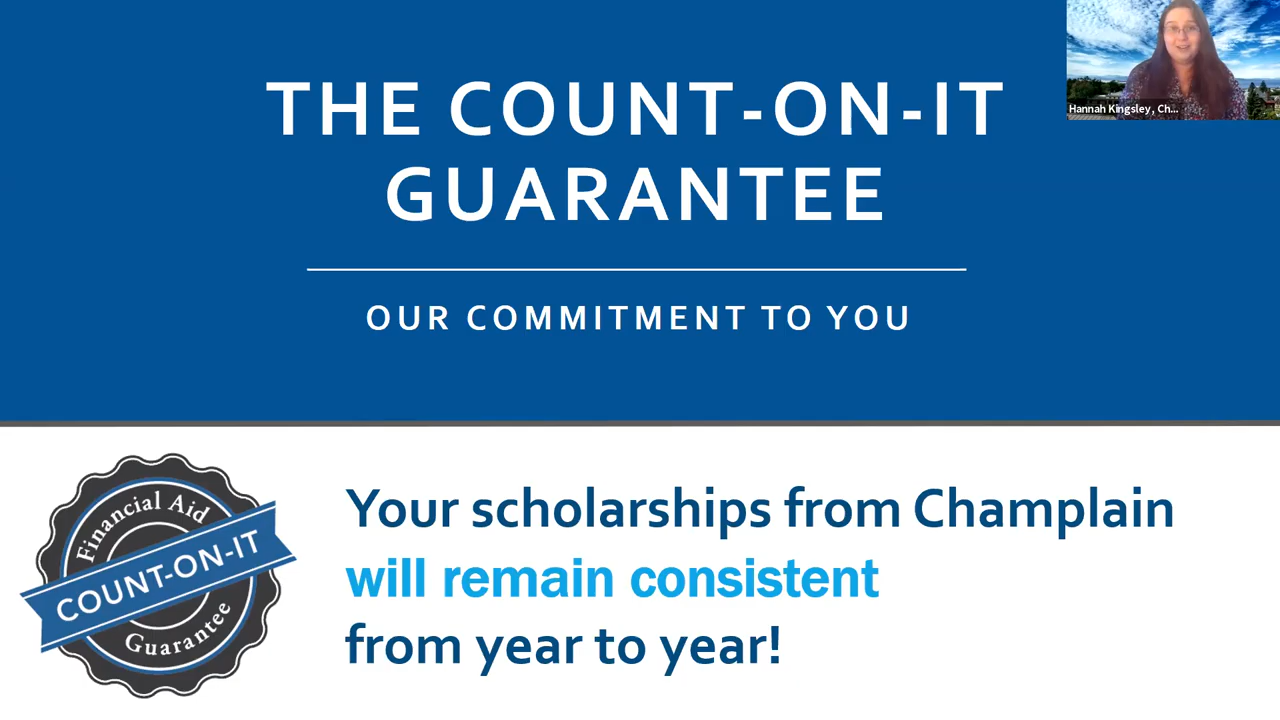 THE COUNT-ON-IT
GUARANTEE
OUR COMMITMENT TO YOU
Hannah Kingsley, Ch...
Financial Aid
COUNT-ON-IT
Guarantee
Your scholarships from Champlain
will remain consistent
from year to year!